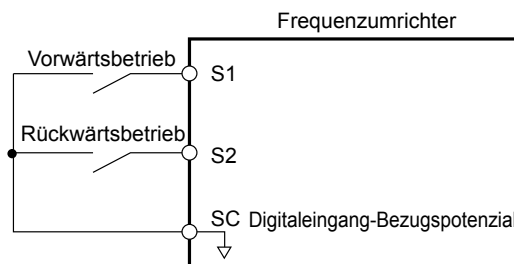 Frequenzumrichter
Vorwärtsbetrieb
S1
Rückwärtsbetrieb
S2
SC Digitaleingang-Bezugspotenzial